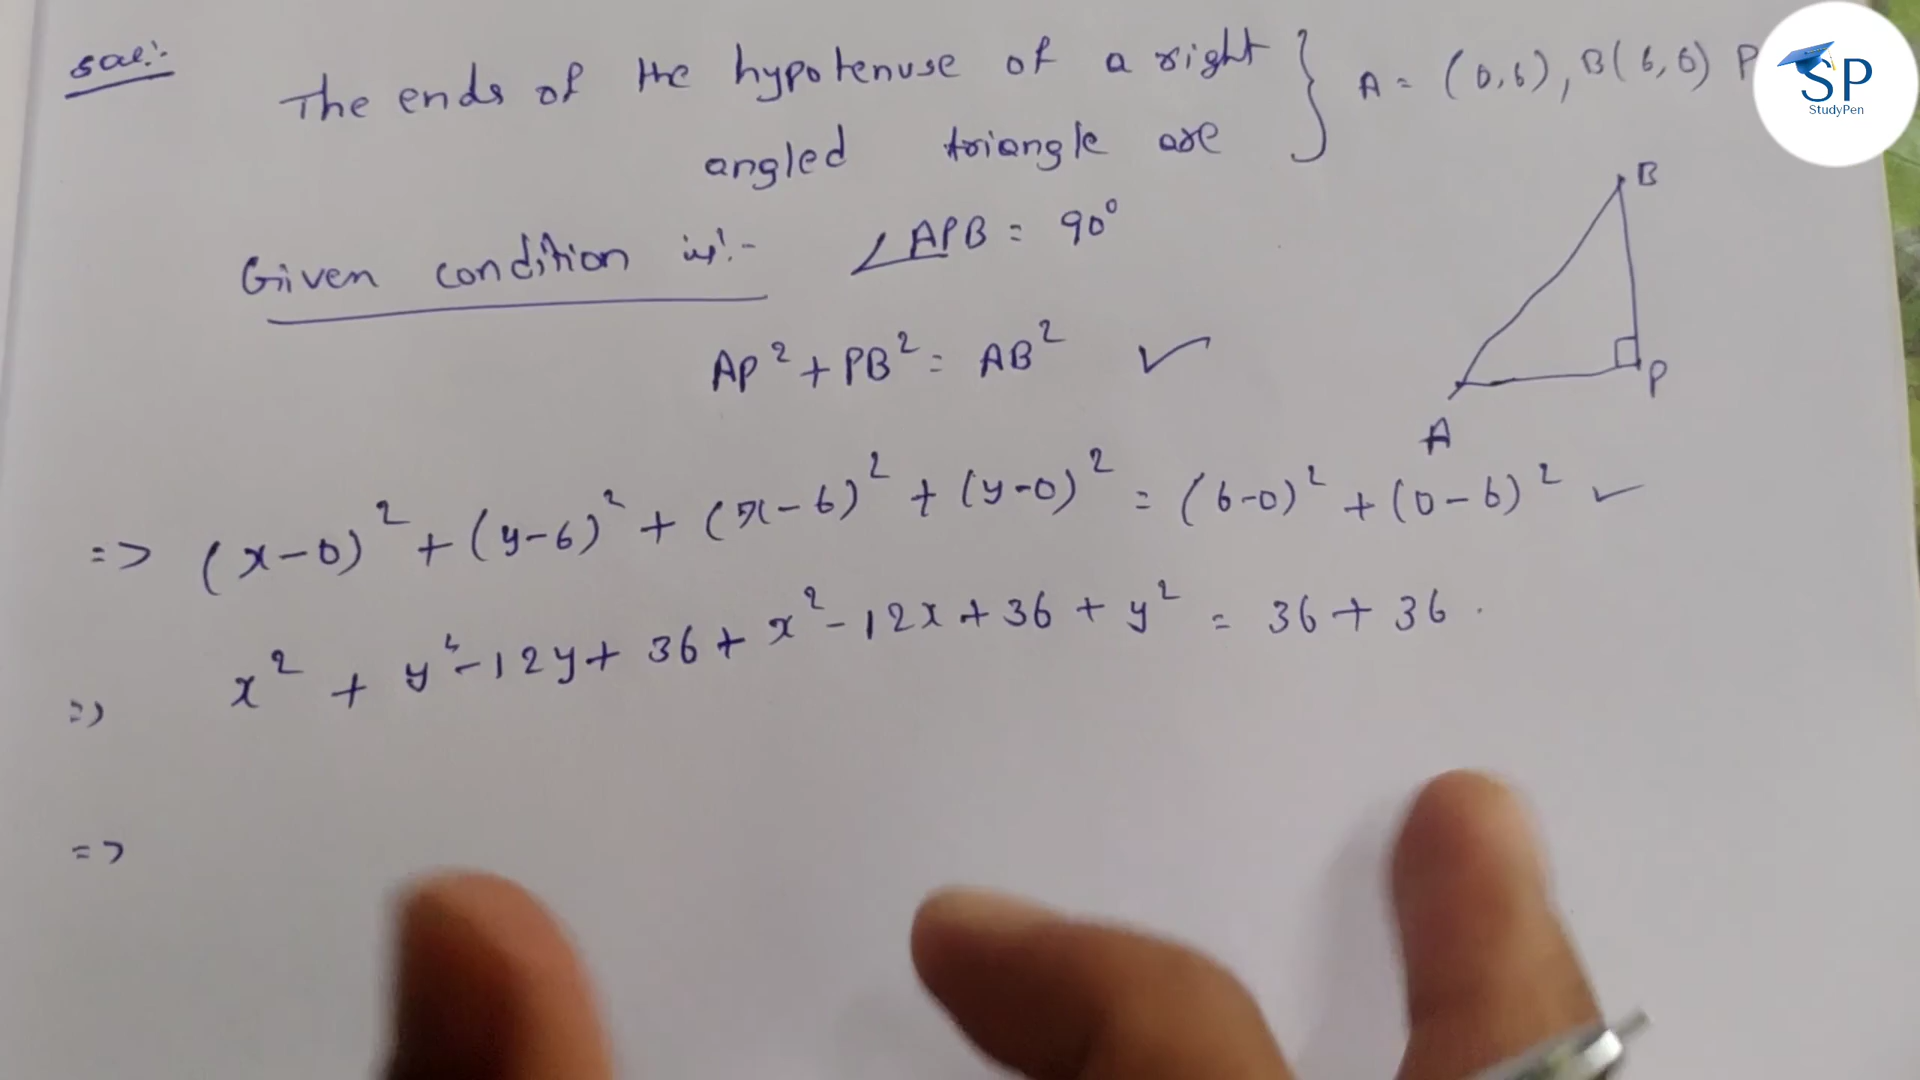 Sol:-
The ends of the hypotenuse of a right } A = (0,6), B(6,0) P
angled triangle are
SP
StudyPen
Given condition is:- ∠APB = 90°
B
AP² + PB² = AB² ✓
P
A
=> (x-0)² + (y-6)² + (x-6)² + (y-0)² = (6-0)² + (0-6)² ✓
=> x² + y²-12y+ 36 + x²-12x+36 + y² = 36+36.
=>